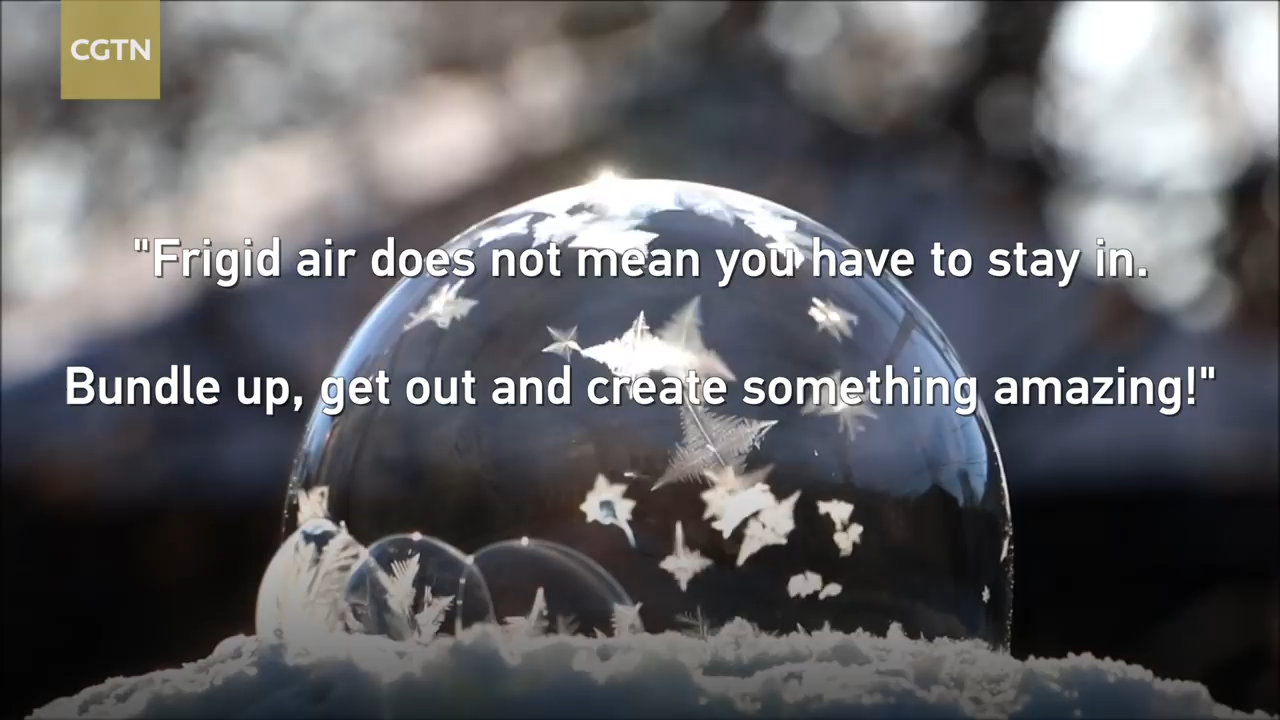 CGTN
"Frigid air does not mean you have to stay in.
Bundle up, get out and create something amazing!"